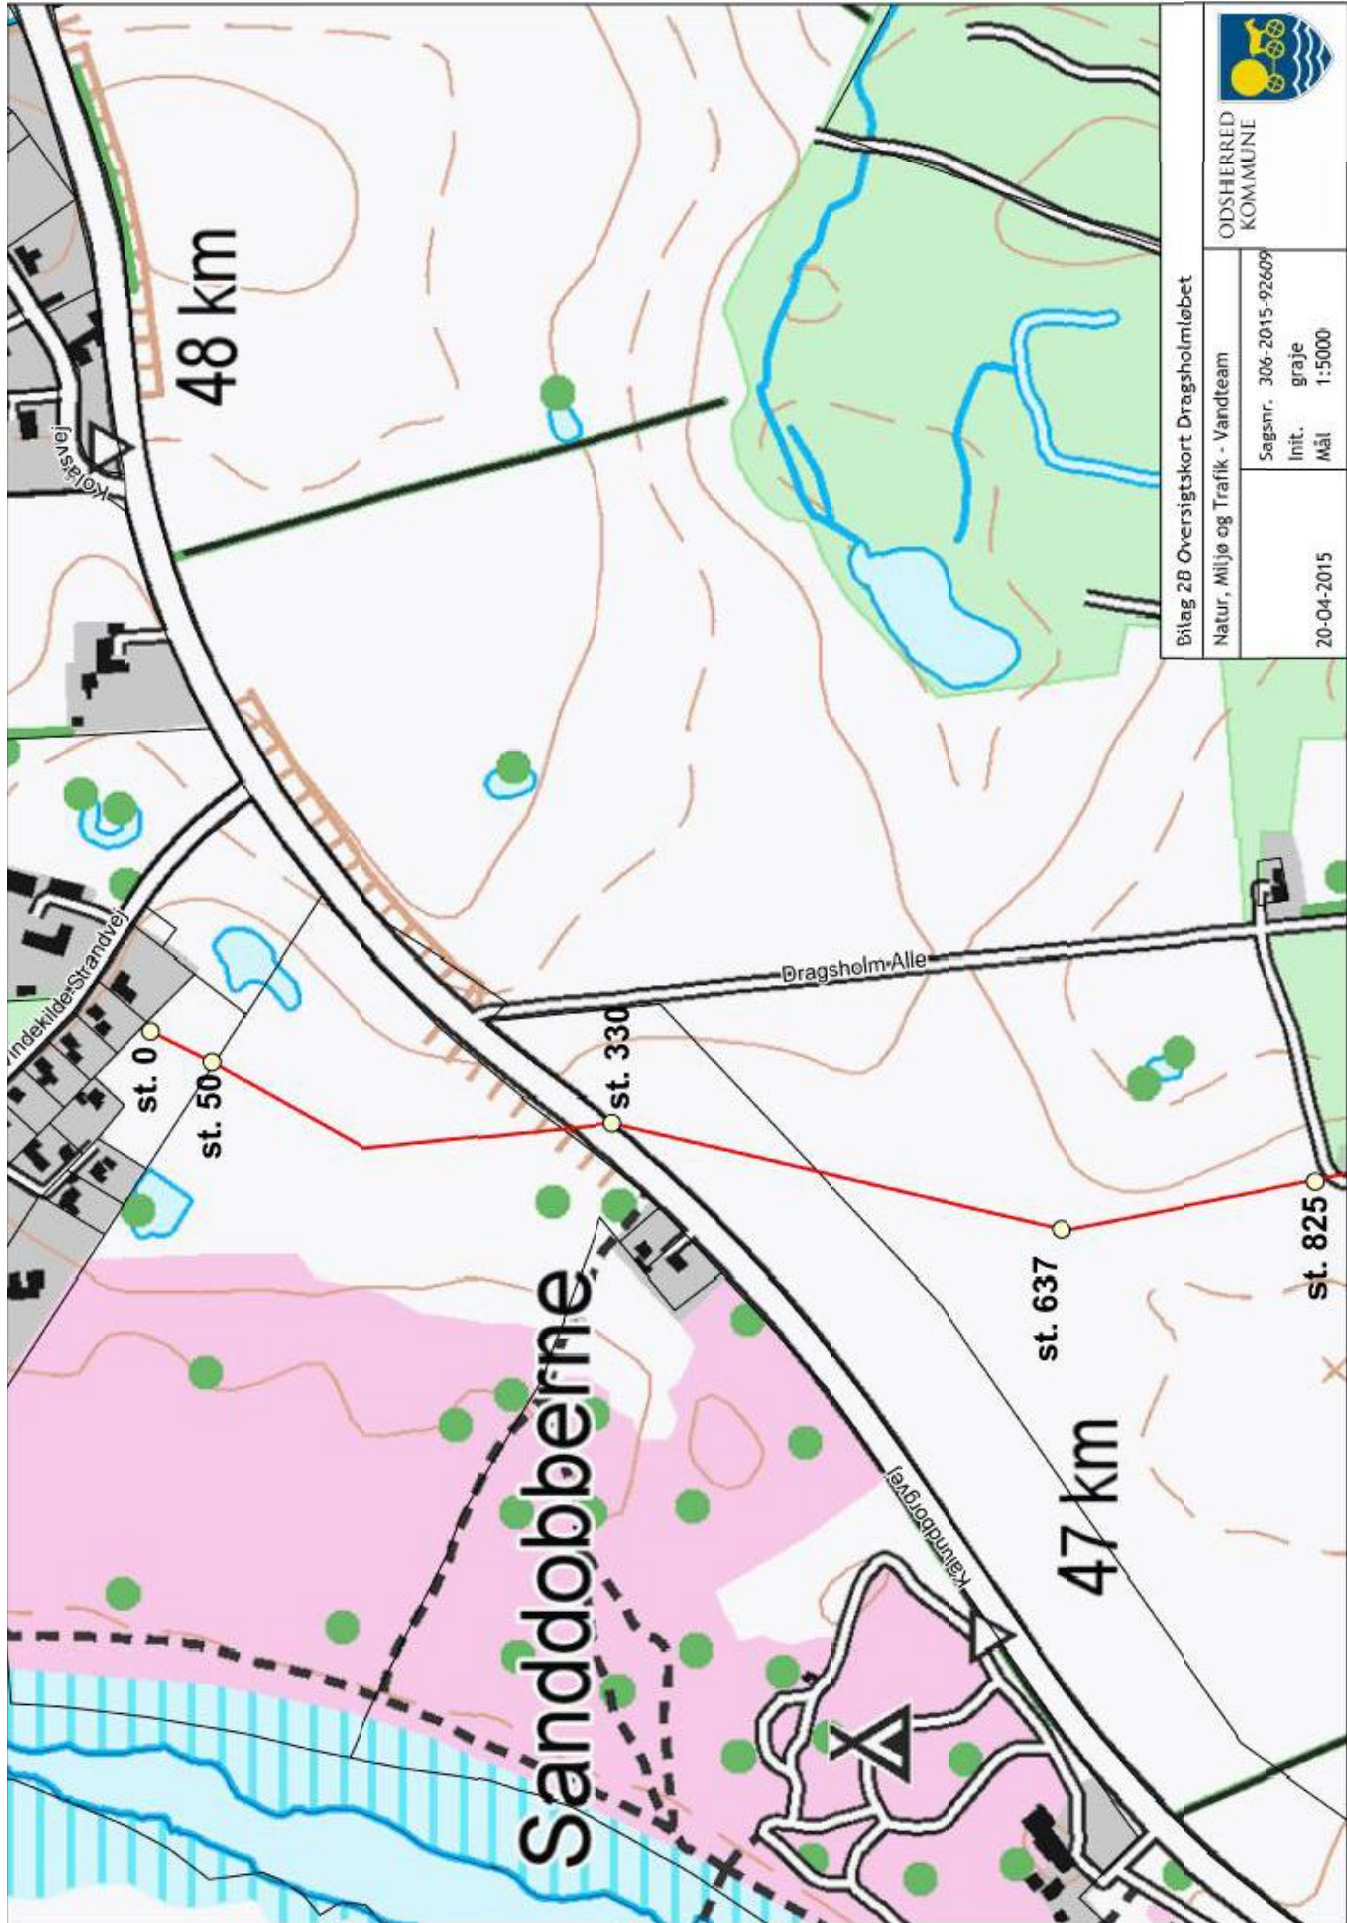 48 km
Kolåsvej
indekilde Strandvej
st. 0
st. 50
st. 330
Dragsholm Alle
st. 637
st. 825
Sanddobberne
Kalundborgvej
47 km
Bilag 2B Oversigtskort Dragsholmløbet
Natur, Miljø og Trafik - Vandteam
20-04-2015
Sagsnr. 306-2015-92609
Init. graje
Mål 1:5000
ODSHERRED
KOMMUNE